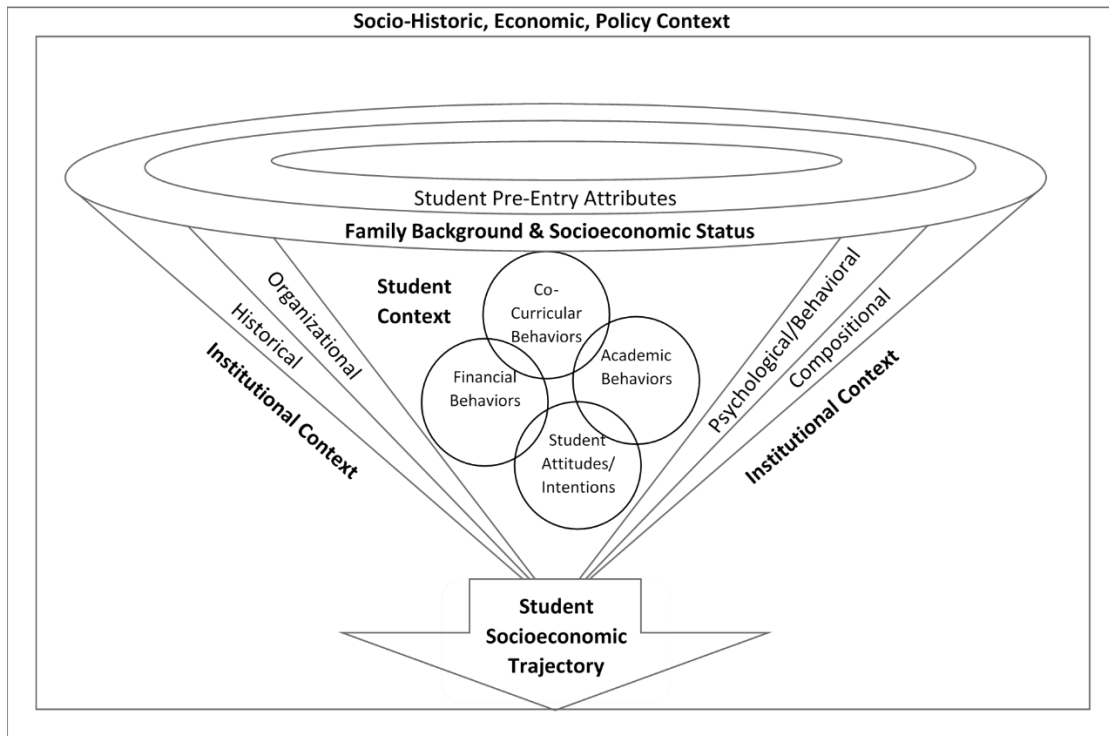 Socio-Historic, Economic, Policy Context
Student Pre-Entry Attributes
Family Background & Socioeconomic Status
Student
Context
Co-
Curricular
Behaviors
Academic
Behaviors
Financial
Behaviors
Student
Attitudes/
Intentions
Organizational
Historical
Institutional Context
Psychological/Behavioral
Compositional
Institutional Context
Student
Socioeconomic
Trajectory